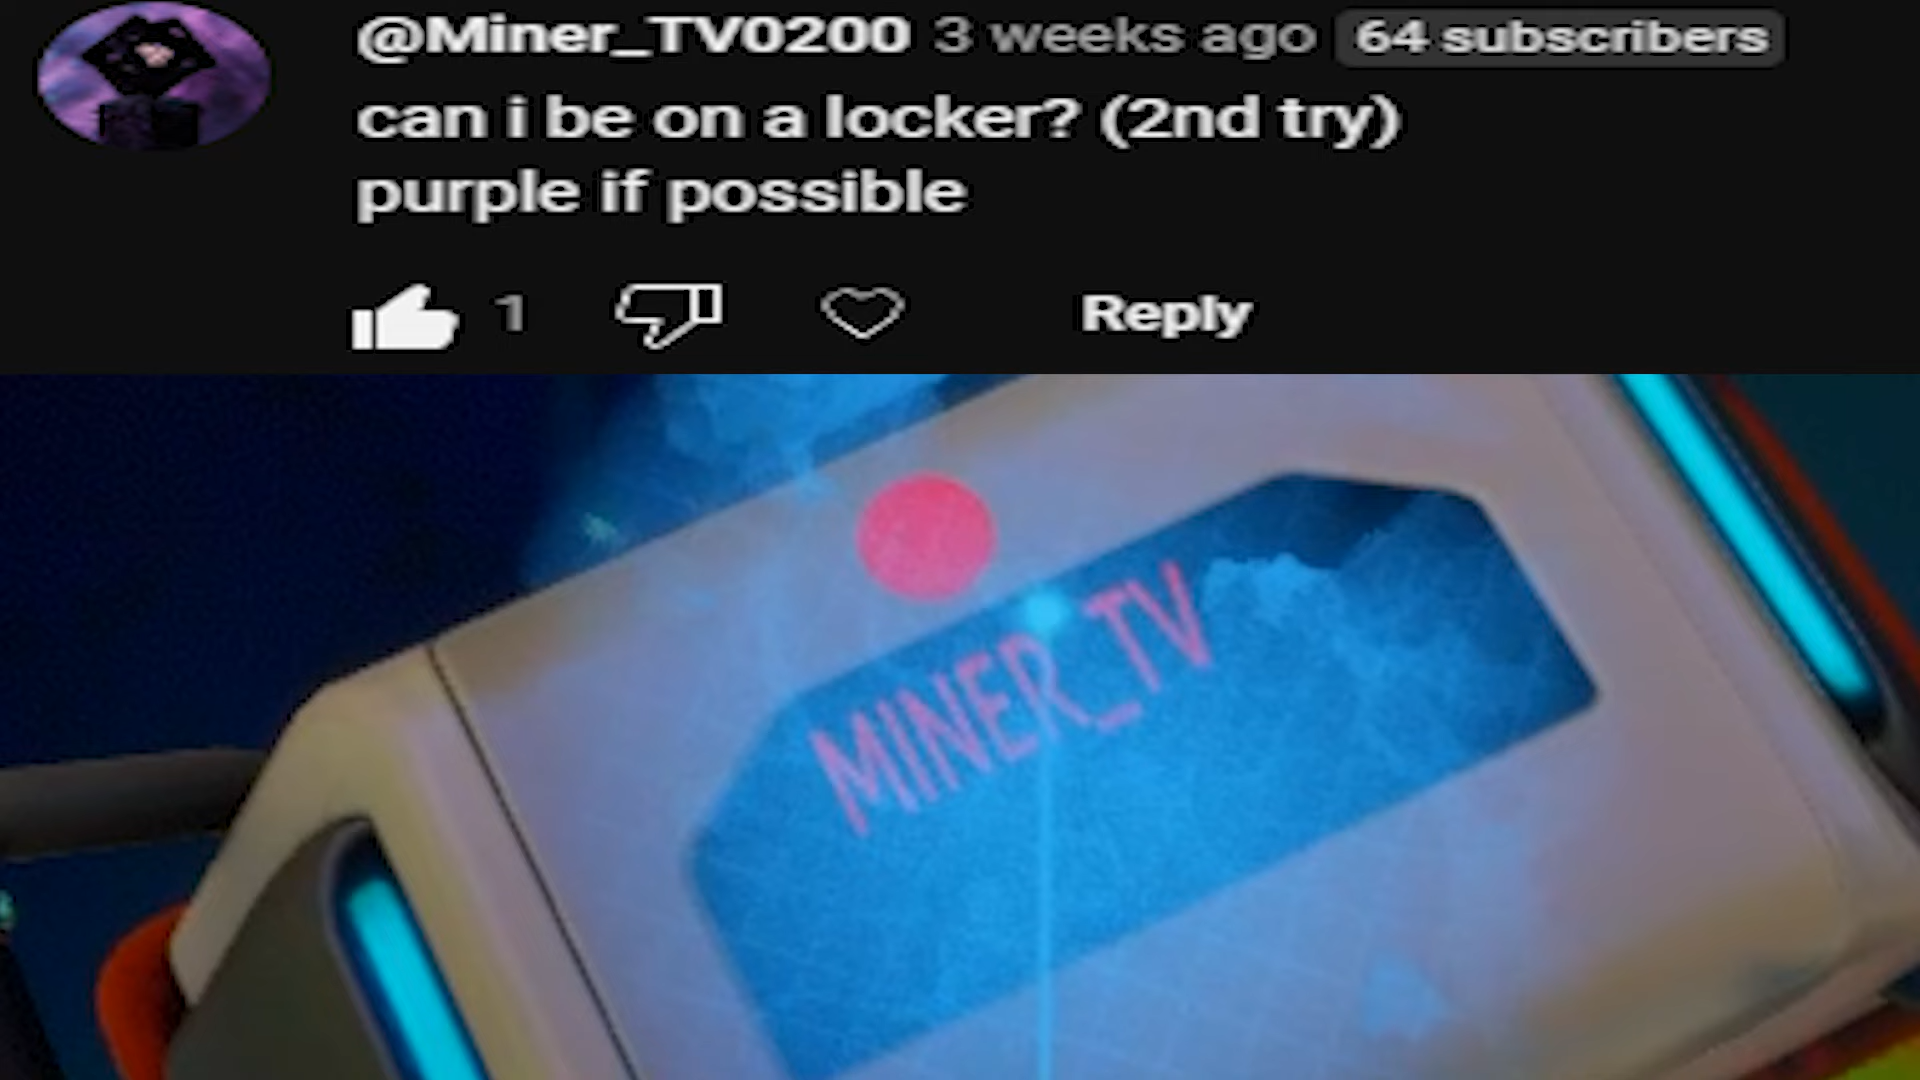 @Miner_TV0200 3 weeks ago 64 subscribers
can i be on a locker? (2nd try)
purple if possible
1 Reply
MINER_TV